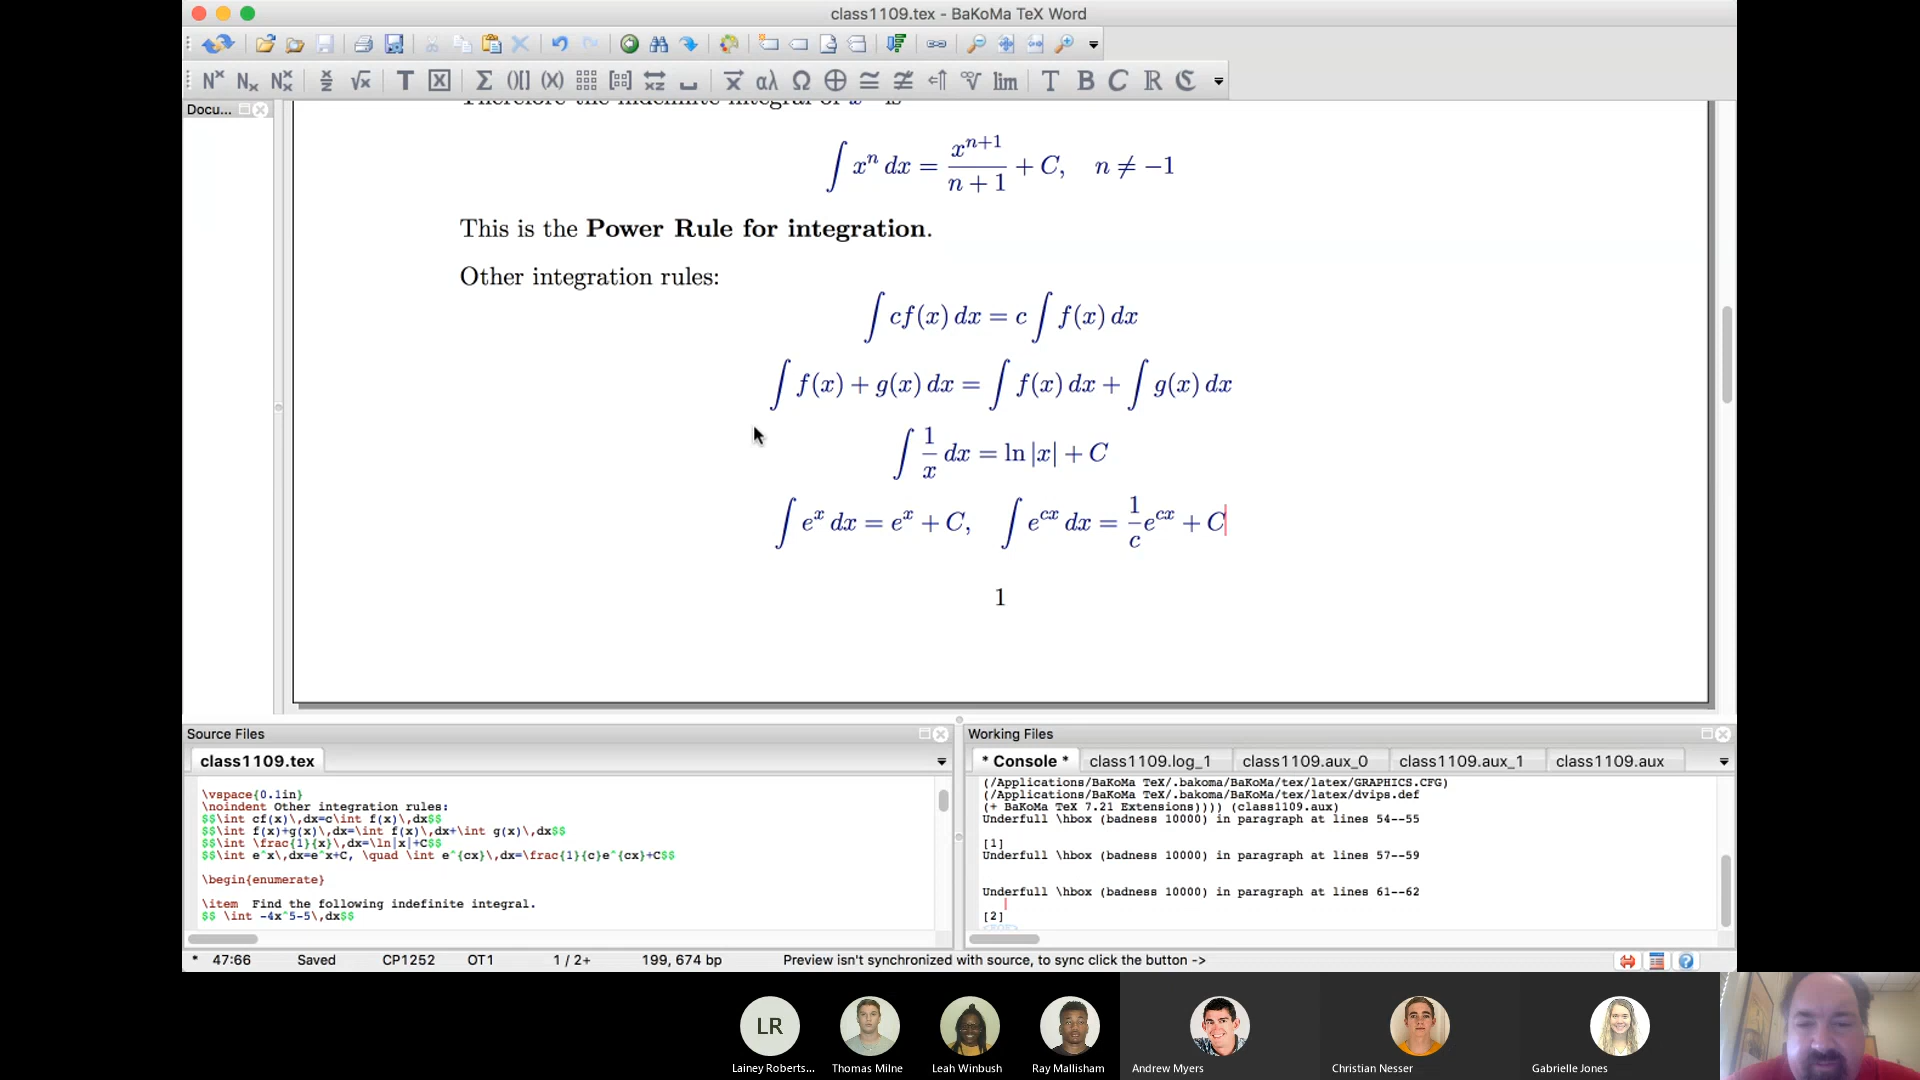 class1109.tex - BaKoMa TeX Word
Docu...
Therefore the indefinite integral of x is
∫ xⁿ dx = xⁿ⁺¹/(n + 1) + C, n ≠ −1
This is the Power Rule for integration.
Other integration rules:
∫ cf(x) dx = c ∫ f(x) dx
∫ f(x) + g(x) dx = ∫ f(x) dx + ∫ g(x) dx
∫ 1/x dx = ln |x| + C
∫ eˣ dx = eˣ + C, ∫ e^{cx} dx = 1/c e^{cx} + C
1
Source Files
class1109.tex
\vspace{0.1in}
\noindent Other integration rules:
$$\int cf(x)\,dx=c\int f(x)\,dx$$
$$\int f(x)+g(x)\,dx=\int f(x)\,dx+\int g(x)\,dx$$
$$\int \frac{1}{x}\,dx=\ln|x|+C$$
$$\int e^x\,dx=e^x+C, \quad \int e^{cx}\,dx=\frac{1}{c}e^{cx}+C$$
\begin{enumerate}
\item Find the following indefinite integral.
$$ \int -4x^5-5\,dx$$
Working Files
* Console * class1109.log_1 class1109.aux_0 class1109.aux_1 class1109.aux
(/Applications/BaKoMa TeX/.bakoma/BaKoMa/tex/latex/GRAPHICS.CFG)
(/Applications/BaKoMa TeX/.bakoma/BaKoMa/tex/latex/dvips.def
(+ BaKoMa TeX 7.21 Extensions)))) (class1109.aux)
Underfull \hbox (badness 10000) in paragraph at lines 54--55
[1]
Underfull \hbox (badness 10000) in paragraph at lines 57--59
Underfull \hbox (badness 10000) in paragraph at lines 61--62
[2]
* 47:66 Saved CP1252 OT1 1 / 2+ 199, 674 bp Preview isn't synchronized with source, to sync click the button ->
LR
Lainey Roberts... Thomas Milne Leah Winbush Ray Mallisham Andrew Myers Christian Nesser Gabrielle Jones